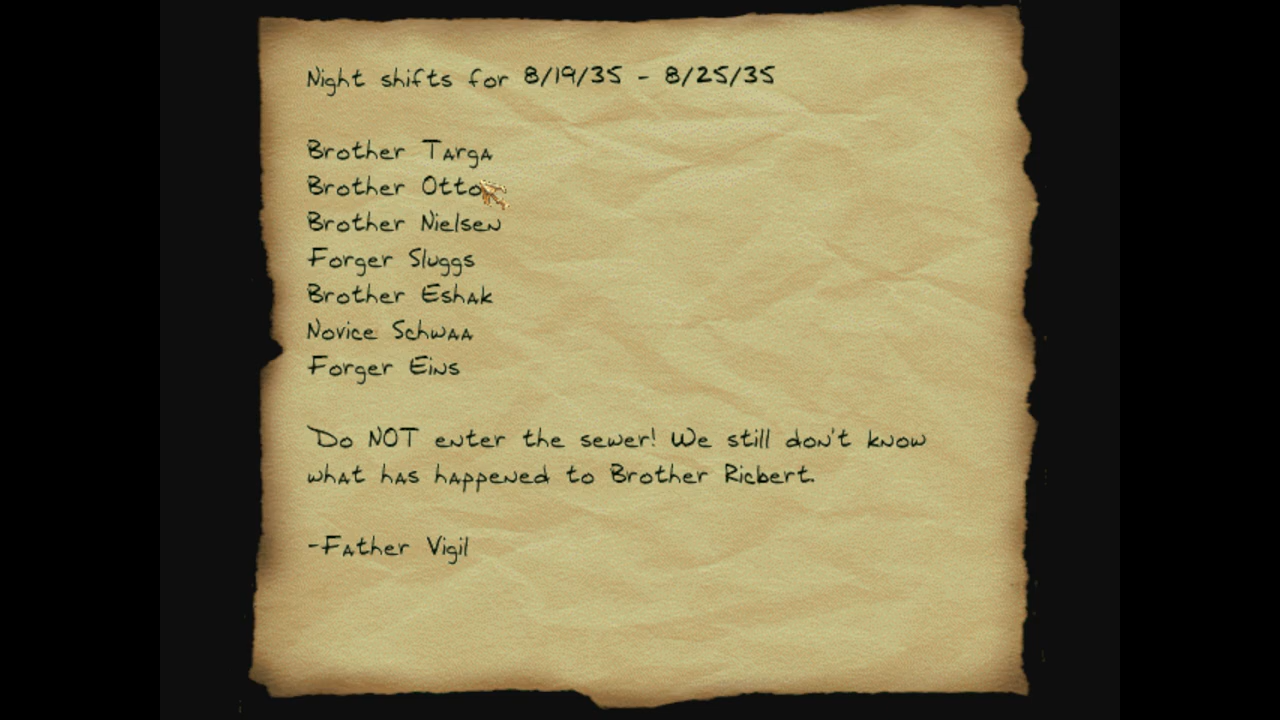 Night shifts for 8/19/35 - 8/25/35
Brother Targa
Brother Otto
Brother Nielsen
Forger Sluggs
Brother Eshak
Novice Schwaa
Forger Eins
Do NOT enter the sewer! We still don't know
what has happened to Brother Ricbert.
-Father Vigil